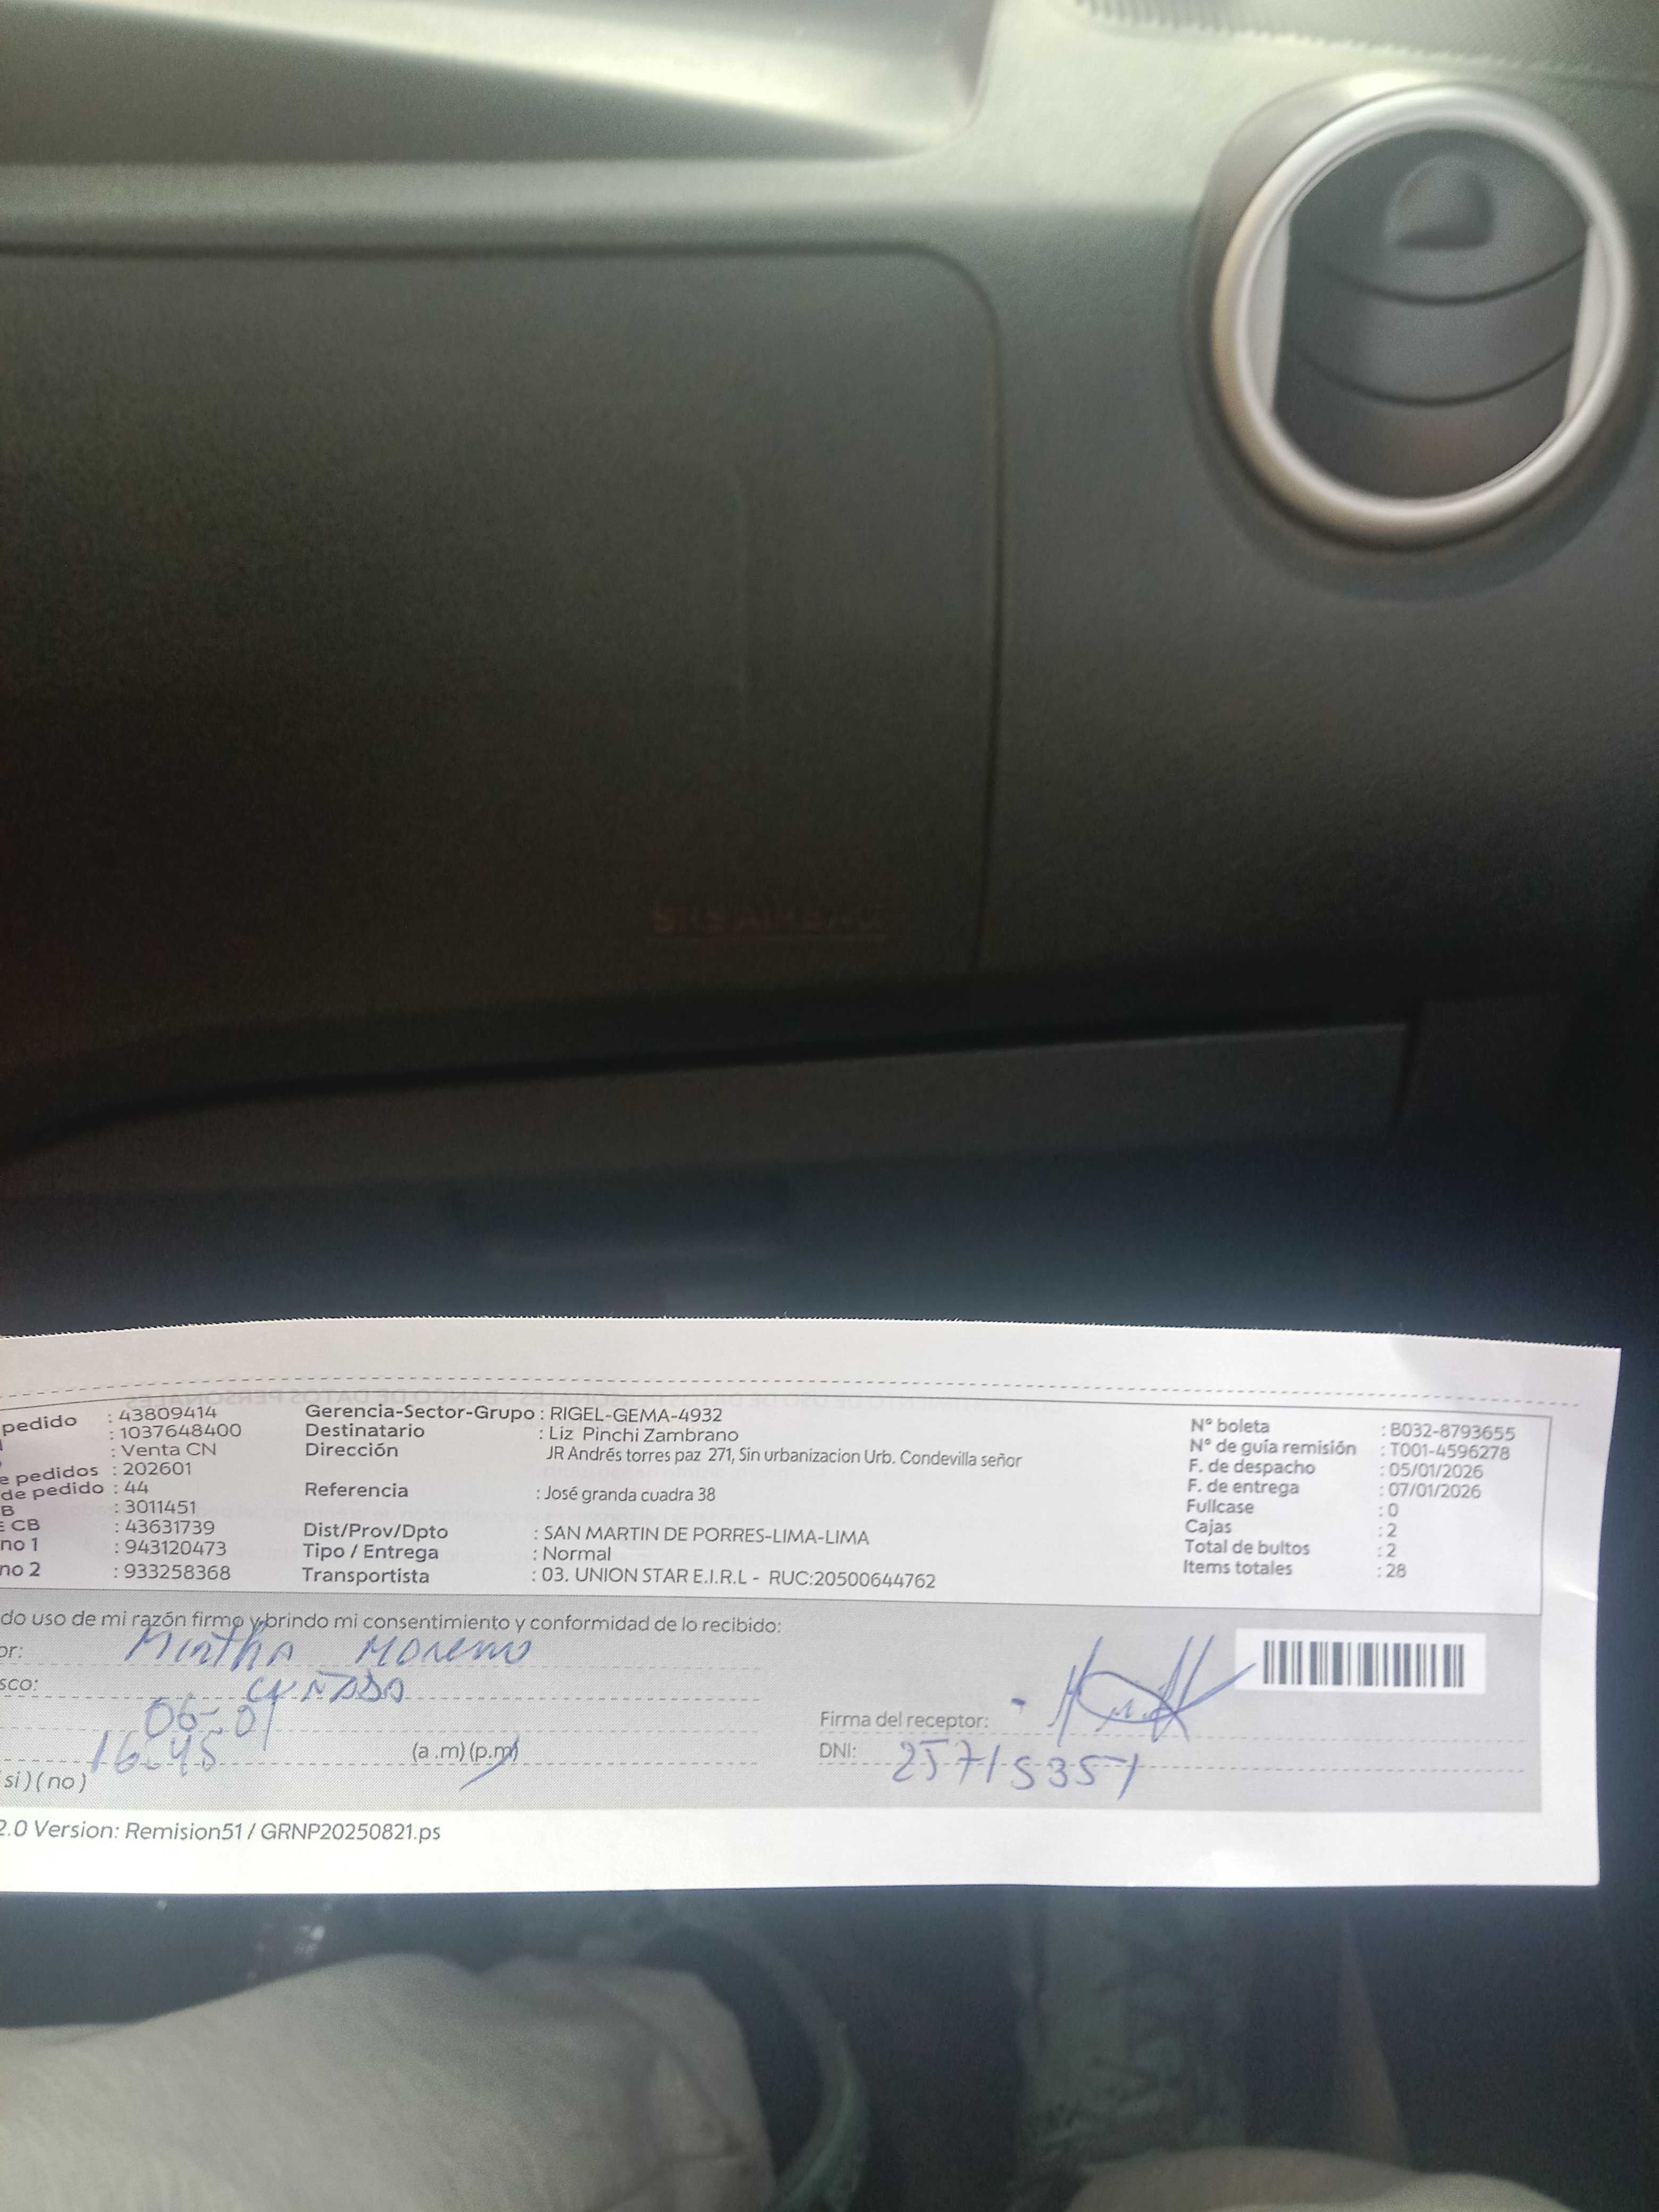 SRS AIRBAG
pedido : 43809414
: 1037648400
: Venta CN
e pedidos : 202601
de pedido : 44
B : 3011451
E CB : 43631739
no 1 : 943120473
no 2 : 933258368
Gerencia-Sector-Grupo : RIGEL-GEMA-4932
Destinatario : Liz Pinchi Zambrano
Dirección JR Andrés torres paz 271, Sin urbanizacion Urb. Condevilla señor
Referencia : José granda cuadra 38
Dist/Prov/Dpto : SAN MARTIN DE PORRES-LIMA-LIMA
Tipo / Entrega : Normal
Transportista : 03. UNION STAR E.I.R.L - RUC:20500644762
N° boleta : B032-8793655
N° de guía remisión : T001-4596278
F. de despacho : 05/01/2026
F. de entrega : 07/01/2026
Fullcase : 0
Cajas : 2
Total de bultos : 2
Items totales : 28
do uso de mi razón firmo y brindo mi consentimiento y conformidad de lo recibido:
or: Mirtha Moreno
sco: CUÑADA
06-01
16:45 (a .m) (p.m)
si ) ( no )
Firma del receptor:
DNI: 25715351
2.0 Version: Remision51 / GRNP20250821.ps